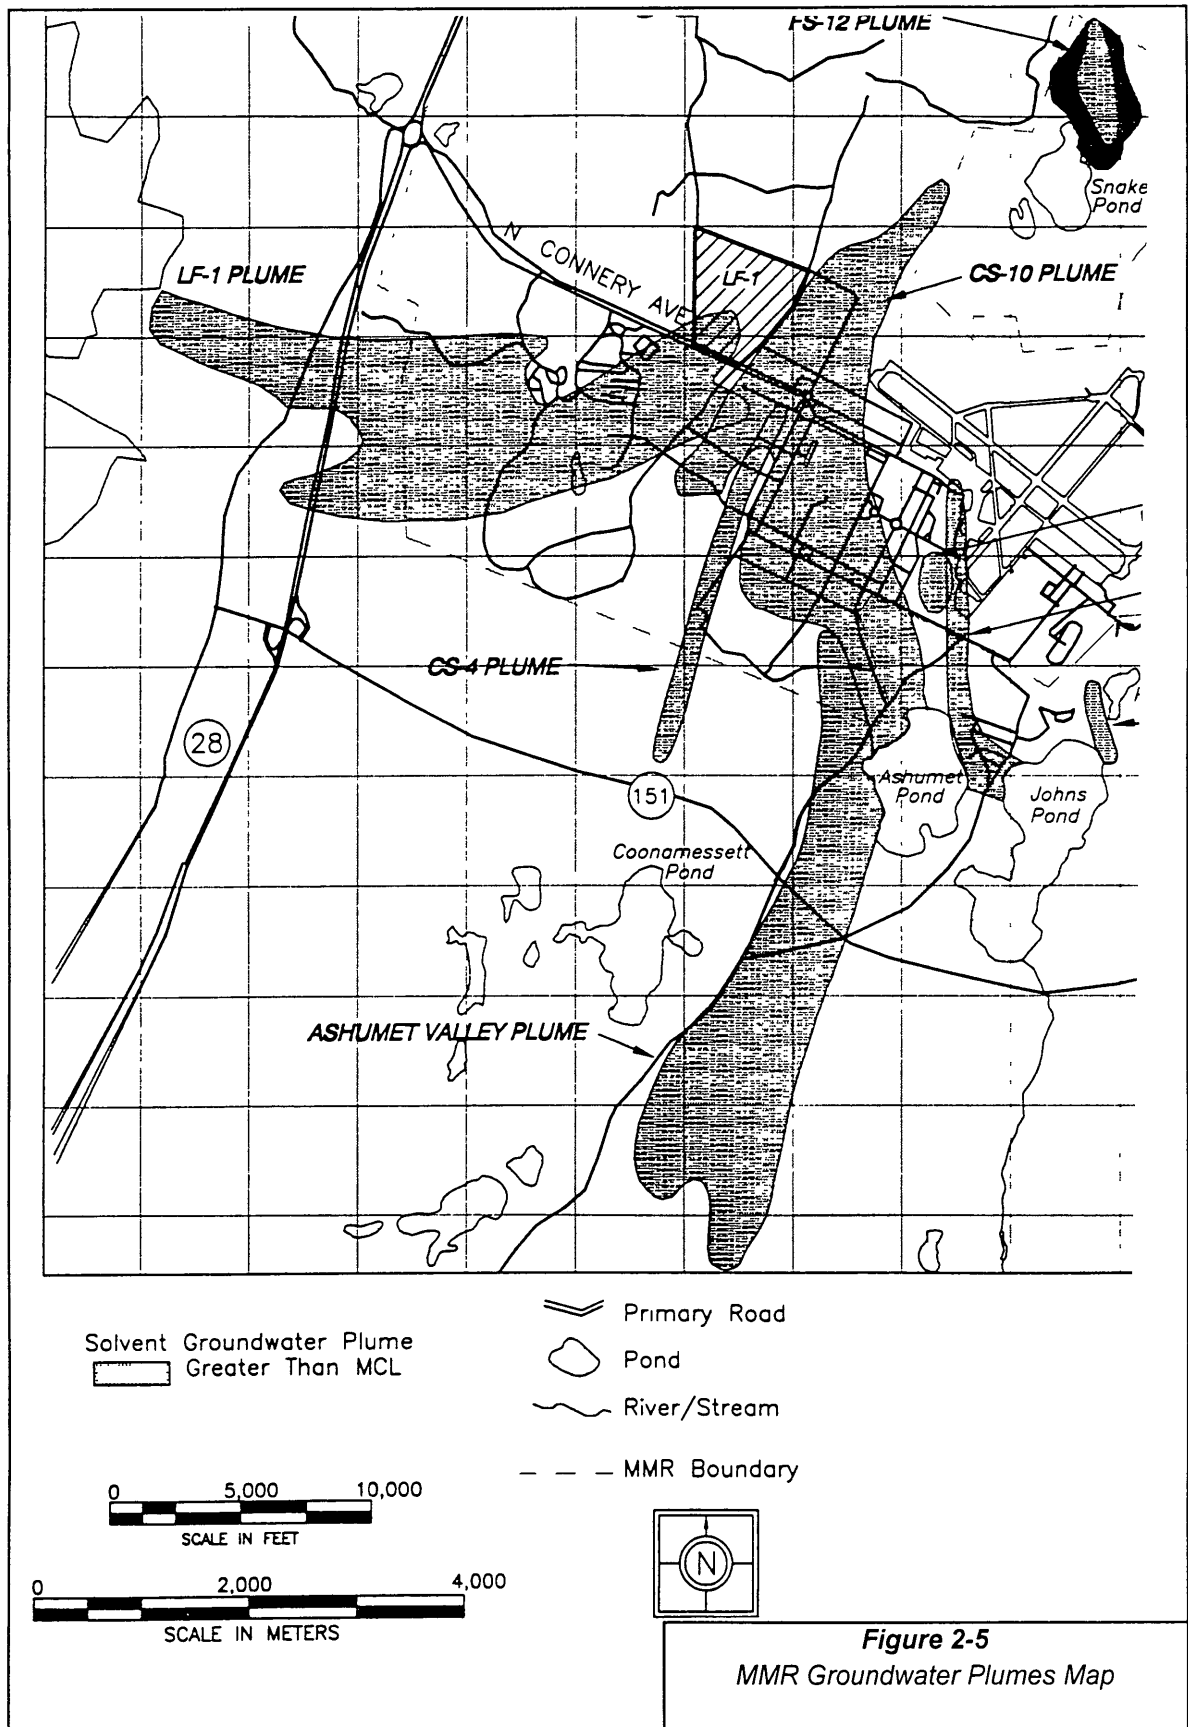 FS-12 PLUME
Snake
Pond
LF-1 PLUME
N CONNERY AVE
LF-1
CS-10 PLUME
CS-4 PLUME
28
151
Ashumet
Pond
Johns
Pond
Coonamessett
Pond
ASHUMET VALLEY PLUME
Solvent Groundwater Plume
Greater Than MCL
Primary Road
Pond
River/Stream
MMR Boundary
0 5,000 10,000
SCALE IN FEET
0 2,000 4,000
SCALE IN METERS
N
Figure 2-5
MMR Groundwater Plumes Map